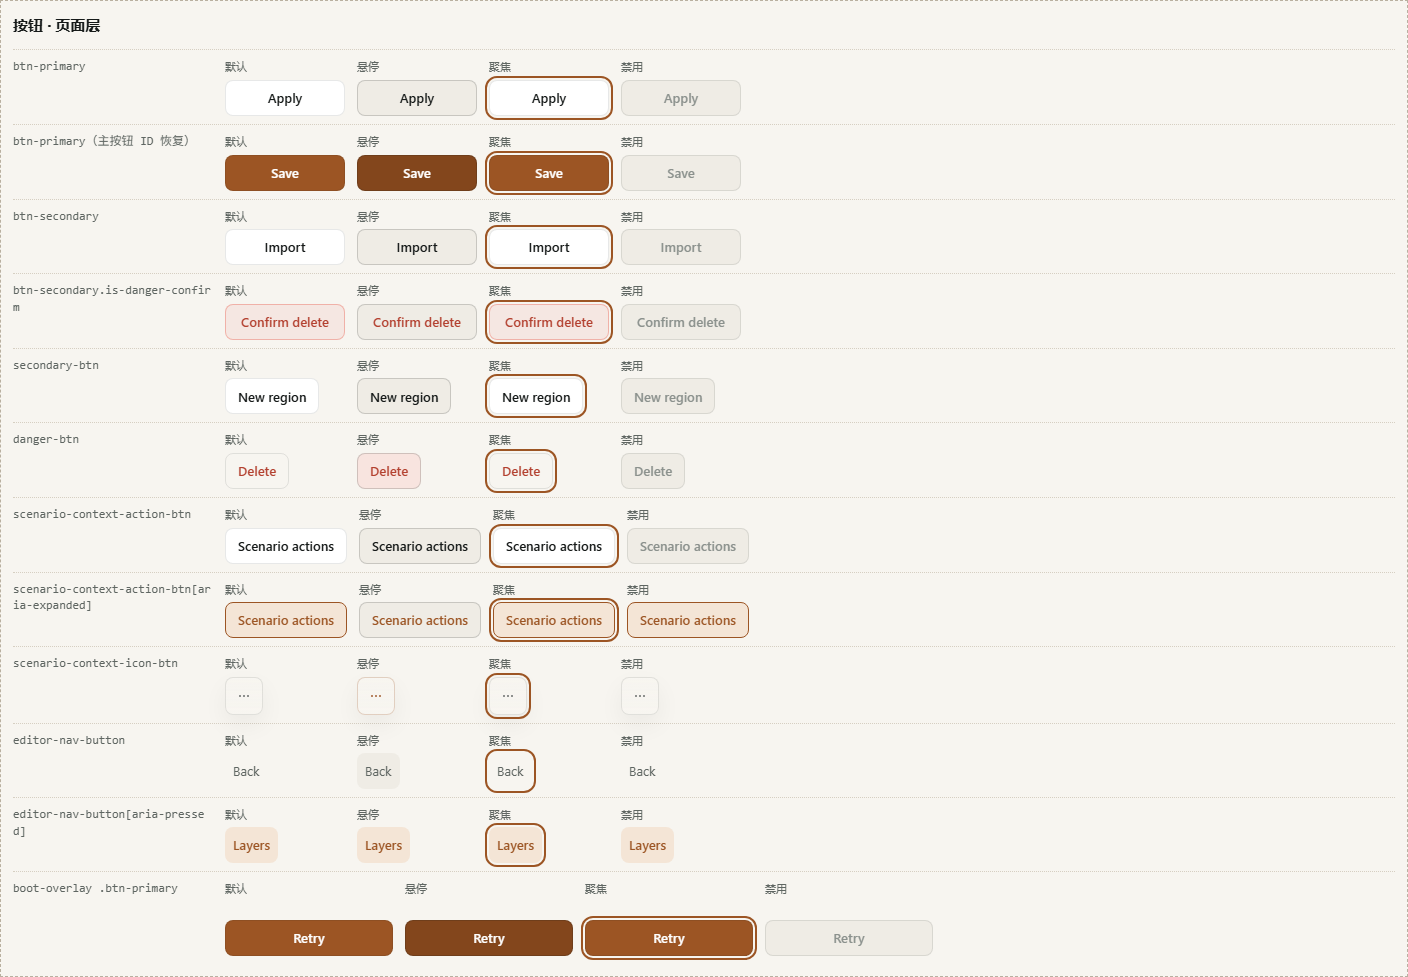 按钮 · 页面层
btn-primary
默认 悬停 聚焦 禁用
Apply Apply Apply Apply
btn-primary（主按钮 ID 恢复）
默认 悬停 聚焦 禁用
Save Save Save Save
btn-secondary
默认 悬停 聚焦 禁用
Import Import Import Import
btn-secondary.is-danger-confir
m
默认 悬停 聚焦 禁用
Confirm delete Confirm delete Confirm delete Confirm delete
secondary-btn
默认 悬停 聚焦 禁用
New region New region New region New region
danger-btn
默认 悬停 聚焦 禁用
Delete Delete Delete Delete
scenario-context-action-btn
默认 悬停 聚焦 禁用
Scenario actions Scenario actions Scenario actions Scenario actions
scenario-context-action-btn[ar
ia-expanded]
默认 悬停 聚焦 禁用
Scenario actions Scenario actions Scenario actions Scenario actions
scenario-context-icon-btn
默认 悬停 聚焦 禁用
··· ··· ··· ···
editor-nav-button
默认 悬停 聚焦 禁用
Back Back Back Back
editor-nav-button[aria-presse
d]
默认 悬停 聚焦 禁用
Layers Layers Layers Layers
boot-overlay .btn-primary
默认 悬停 聚焦 禁用
Retry Retry Retry Retry